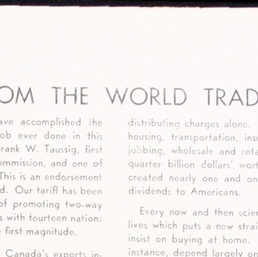 OM THE WORLD TRAD
ave accomplished the
ob ever done in this
rank W. Taussig, first
ommission, and one of
This is an endorsement
d. Our tariff has been
of promoting two-way
s with fourteen nations
first magnitude.
Canada's exports in-
distributing charges alone.
housing, transportation, ins
jobbing, wholesale and reta
quarter billion dollars' wort
created nearly one and on
dividends to Americans.
Every now and then scien
lives which puts a new strai
insist on buying at home.
instance, depend largely on